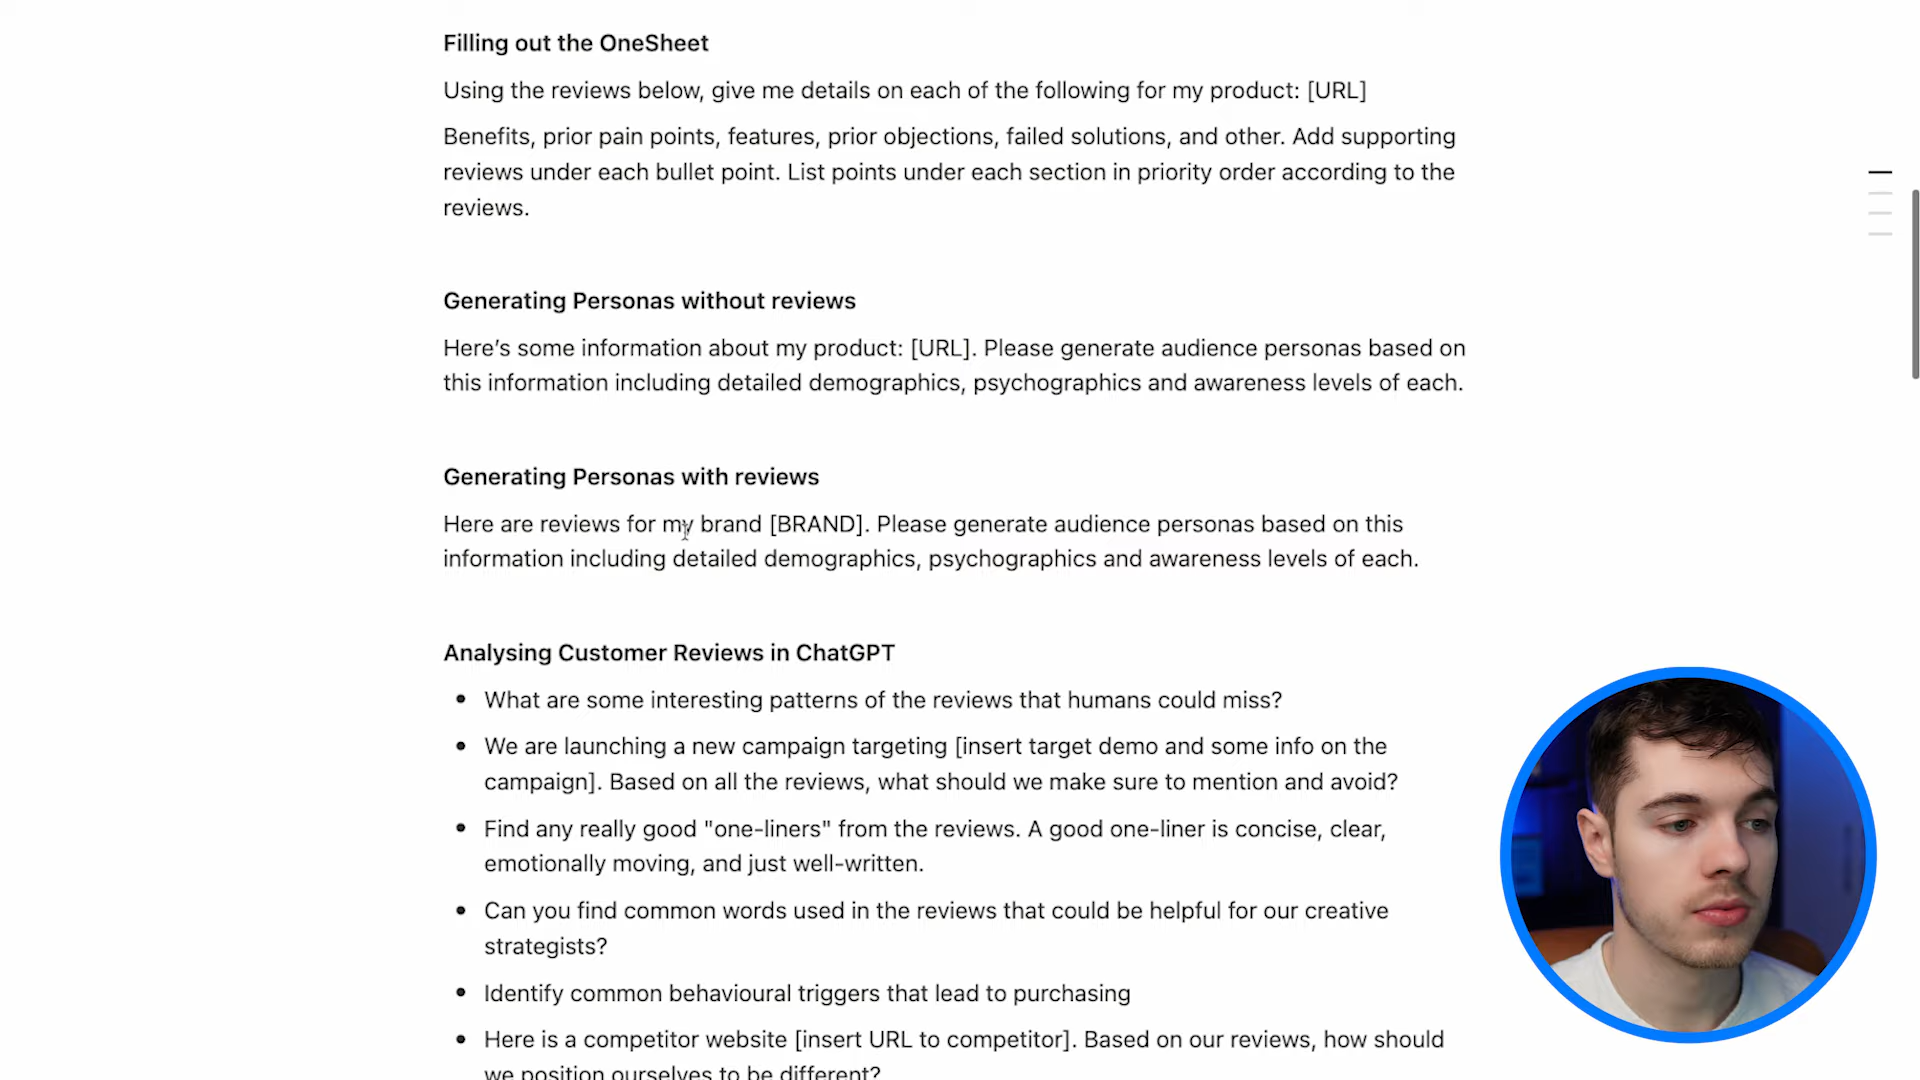 Filling out the OneSheet
Using the reviews below, give me details on each of the following for my product: [URL]
Benefits, prior pain points, features, prior objections, failed solutions, and other. Add supporting
reviews under each bullet point. List points under each section in priority order according to the
reviews.
Generating Personas without reviews
Here’s some information about my product: [URL]. Please generate audience personas based on
this information including detailed demographics, psychographics and awareness levels of each.
Generating Personas with reviews
Here are reviews for my brand [BRAND]. Please generate audience personas based on this
information including detailed demographics, psychographics and awareness levels of each.
Analysing Customer Reviews in ChatGPT
• What are some interesting patterns of the reviews that humans could miss?
• We are launching a new campaign targeting [insert target demo and some info on the
campaign]. Based on all the reviews, what should we make sure to mention and avoid?
• Find any really good "one-liners" from the reviews. A good one-liner is concise, clear,
emotionally moving, and just well-written.
• Can you find common words used in the reviews that could be helpful for our creative
strategists?
• Identify common behavioural triggers that lead to purchasing
• Here is a competitor website [insert URL to competitor]. Based on our reviews, how should
we position ourselves to be different?